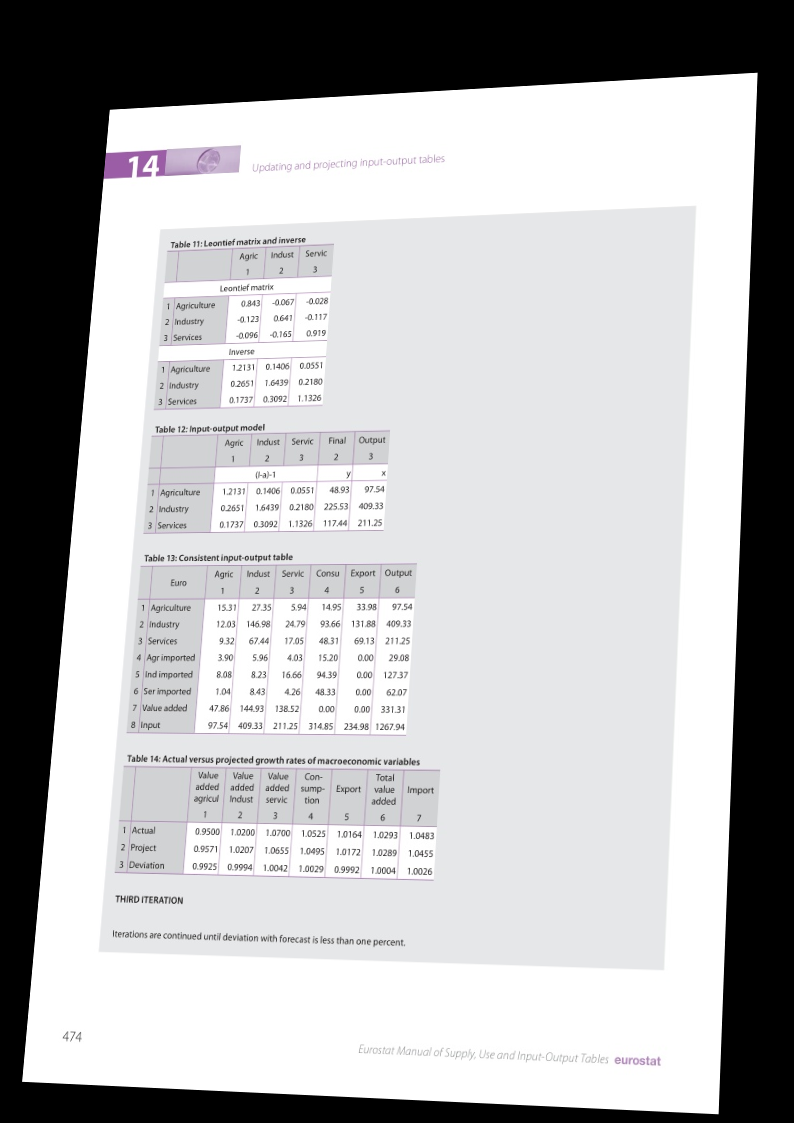 14
Updating and projecting input-output tables
Table 11: Leontief matrix and inverse
Agric Indust Servic
1 2 3
Leontief matrix
1 Agriculture 0.843 -0.067 -0.028
2 Industry -0.123 0.641 -0.117
3 Services -0.096 -0.165 0.919
Inverse
1 Agriculture 1.2131 0.1406 0.0551
2 Industry 0.2651 1.6439 0.2180
3 Services 0.1737 0.3092 1.1326
Table 12: Input-output model
Agric Indust Servic Final Output
1 2 3 2 3
(I-a)-1 y x
1 Agriculture 1.2131 0.1406 0.0551 48.93 97.54
2 Industry 0.2651 1.6439 0.2180 225.53 409.33
3 Services 0.1737 0.3092 1.1326 117.44 211.25
Table 13: Consistent input-output table
Euro Agric Indust Servic Consu Export Output
1 2 3 4 5 6
1 Agriculture 15.31 27.35 5.94 14.95 33.98 97.54
2 Industry 12.03 146.98 24.79 93.66 131.88 409.33
3 Services 9.32 67.44 17.05 48.31 69.13 211.25
4 Agr imported 3.90 5.96 4.03 15.20 0.00 29.08
5 Ind imported 8.08 8.23 16.66 94.39 0.00 127.37
6 Ser imported 1.04 8.43 4.26 48.33 0.00 62.07
7 Value added 47.86 144.93 138.52 0.00 0.00 331.31
8 Input 97.54 409.33 211.25 314.85 234.98 1267.94
Table 14: Actual versus projected growth rates of macroeconomic variables
Value Value Value Con- Total
added added added sump- Export value Import
agricul Indust servic tion added
1 2 3 4 5 6 7
1 Actual 0.9500 1.0200 1.0700 1.0525 1.0164 1.0293 1.0483
2 Project 0.9571 1.0207 1.0655 1.0495 1.0172 1.0289 1.0455
3 Deviation 0.9925 0.9994 1.0042 1.0029 0.9992 1.0004 1.0026
THIRD ITERATION
Iterations are continued until deviation with forecast is less than one percent.
474
Eurostat Manual of Supply, Use and Input-Output Tables eurostat